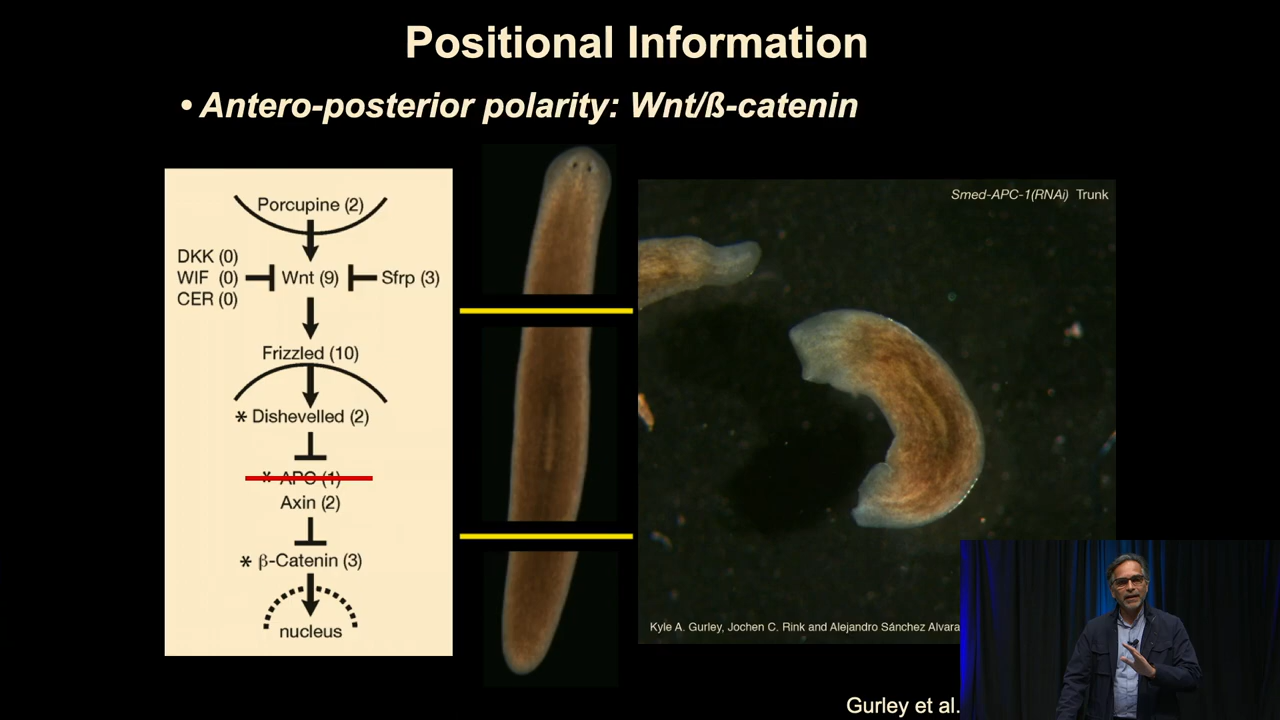 Positional Information
• Antero-posterior polarity: Wnt/ß-catenin
Porcupine (2)
DKK (0)
WIF (0)
CER (0)
Wnt (9)
Sfrp (3)
Frizzled (10)
* Dishevelled (2)
* APC (1)
Axin (2)
* β-Catenin (3)
nucleus
Smed-APC-1(RNAi) Trunk
Kyle A. Gurley, Jochen C. Rink and Alejandro Sánchez Alvara
Gurley et al.